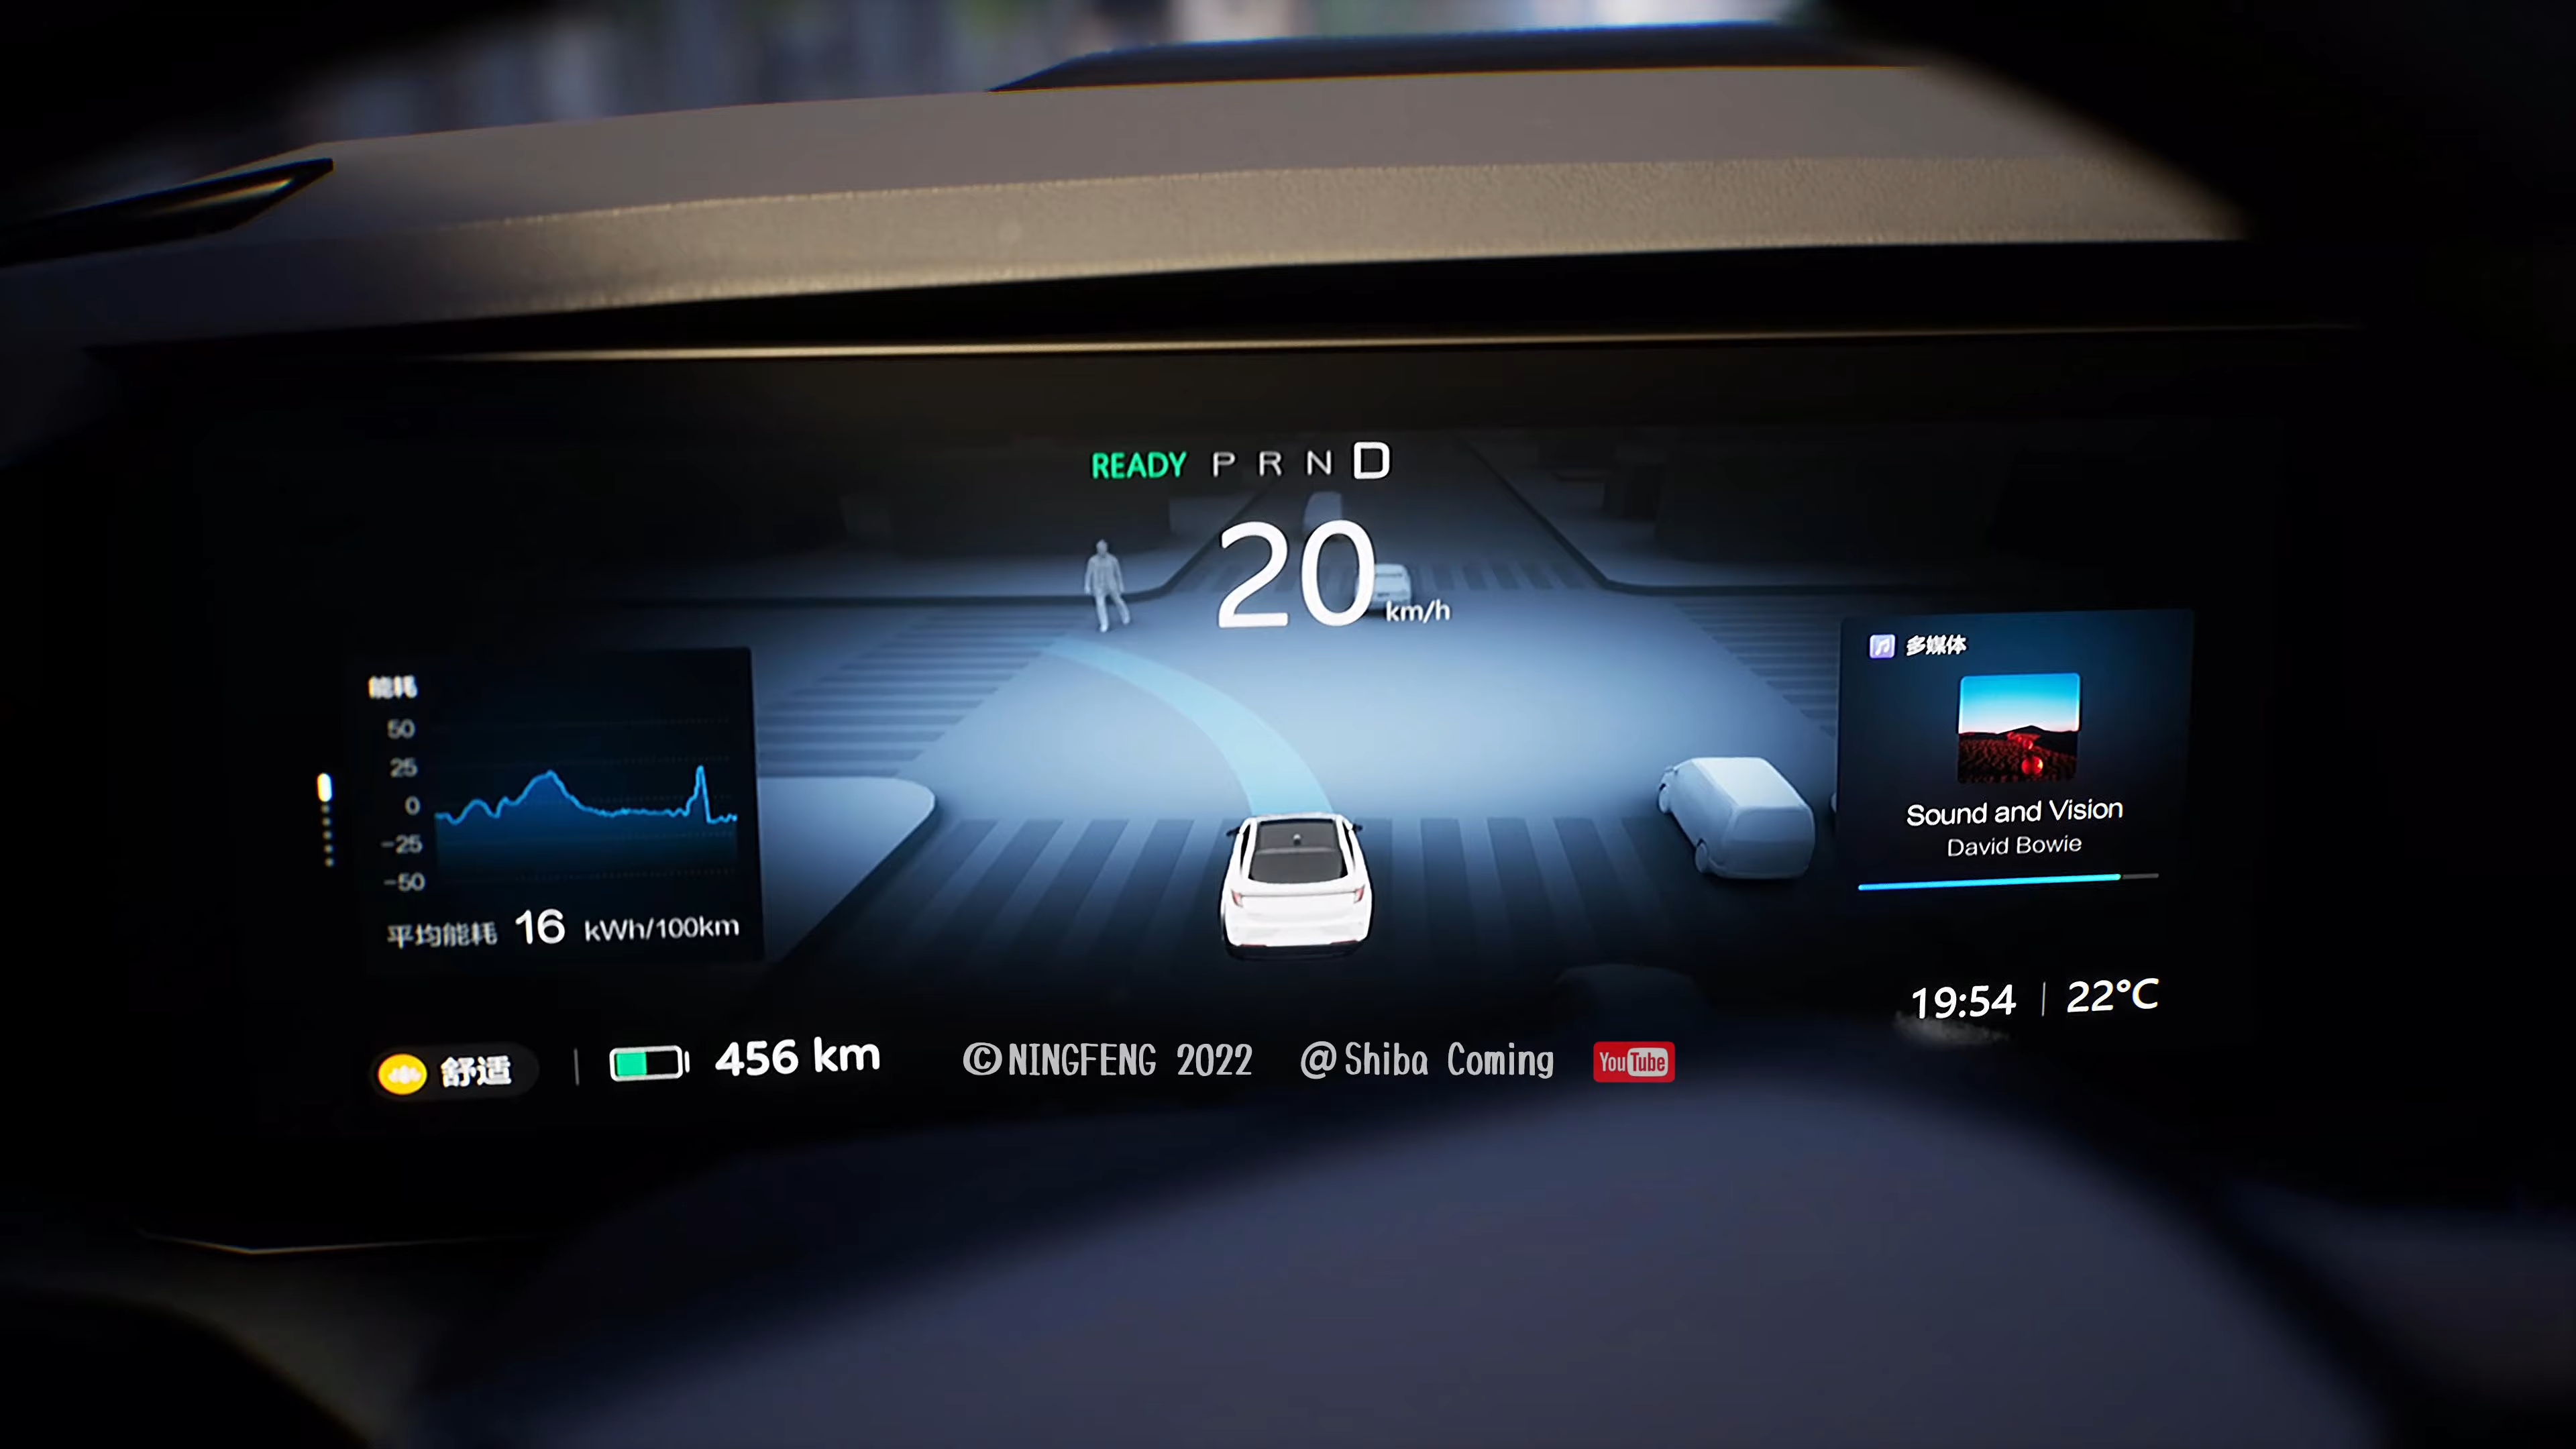 READY P R N D
20 km/h
能耗
50
25
0
-25
-50
平均能耗 16 kWh/100km
多媒体
Sound and Vision
David Bowie
19:54 | 22°C
舒适 | 456 km
©NINGFENG 2022 @Shiba Coming YouTube